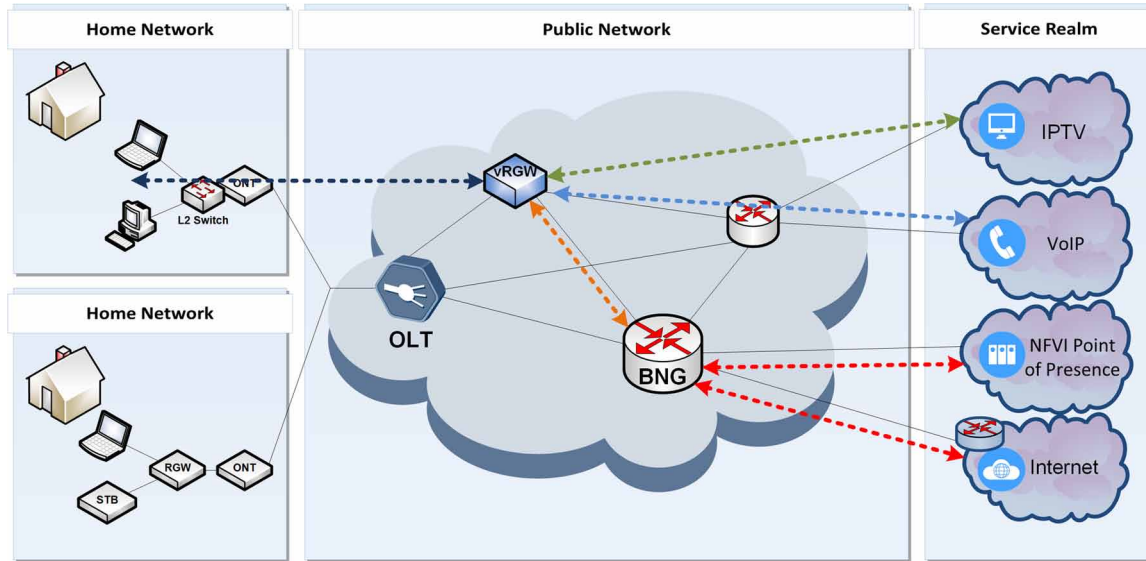 Home Network
Public Network
Service Realm
vRGW
IPTV
ONT
L2 Switch
VoIP
OLT
Home Network
BNG
NFVI Point
of Presence
RGW
ONT
STB
Internet